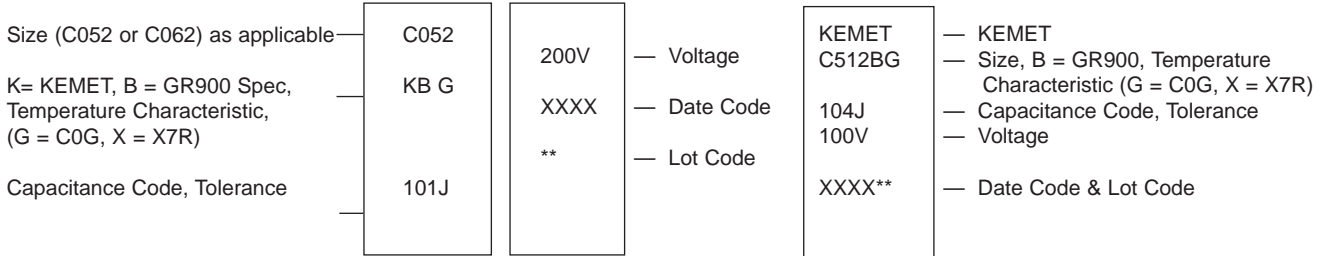 Size (C052 or C062) as applicable
K= KEMET, B = GR900 Spec,
Temperature Characteristic,
(G = C0G, X = X7R)
Capacitance Code, Tolerance
C052
KB G
101J
200V — Voltage
XXXX — Date Code
** — Lot Code
KEMET — KEMET
C512BG — Size, B = GR900, Temperature
Characteristic (G = C0G, X = X7R)
104J — Capacitance Code, Tolerance
100V — Voltage
XXXX** — Date Code & Lot Code